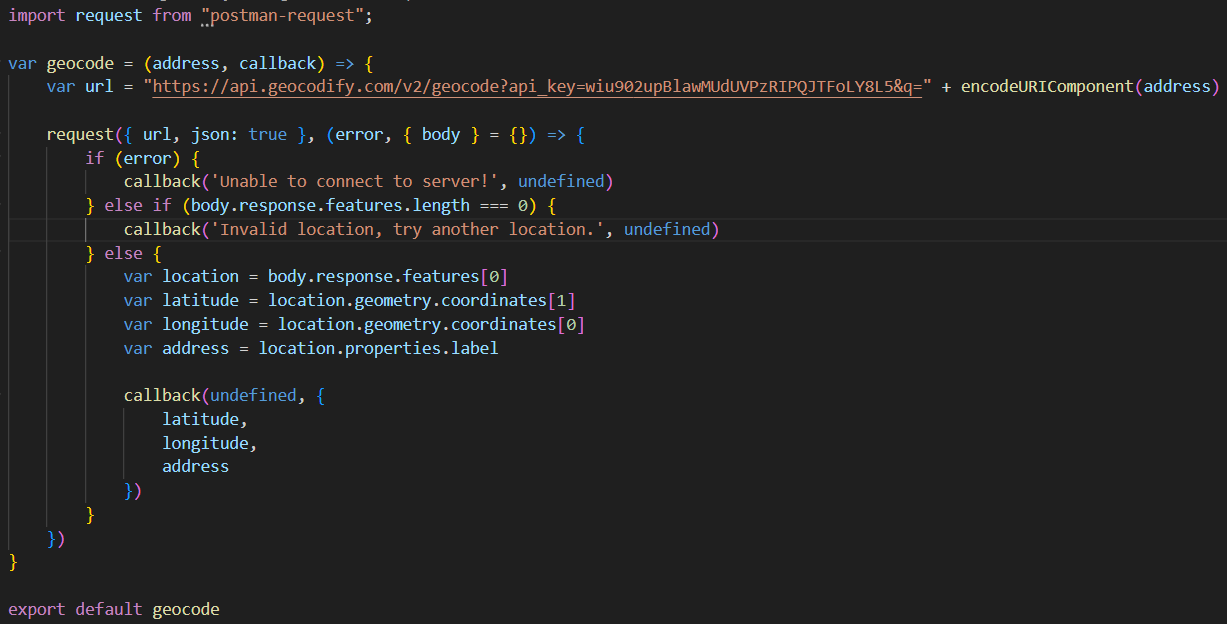 import request from "postman-request";
var geocode = (address, callback) => {
var url = "https://api.geocodify.com/v2/geocode?api_key=wiu902upBlawMUdUVPzRIPQJTFoLY8L5&q=" + encodeURIComponent(address)
request({ url, json: true }, (error, { body } = {}) => {
if (error) {
callback('Unable to connect to server!', undefined)
} else if (body.response.features.length === 0) {
callback('Invalid location, try another location.', undefined)
} else {
var location = body.response.features[0]
var latitude = location.geometry.coordinates[1]
var longitude = location.geometry.coordinates[0]
var address = location.properties.label
callback(undefined, {
latitude,
longitude,
address
})
}
})
}
export default geocode